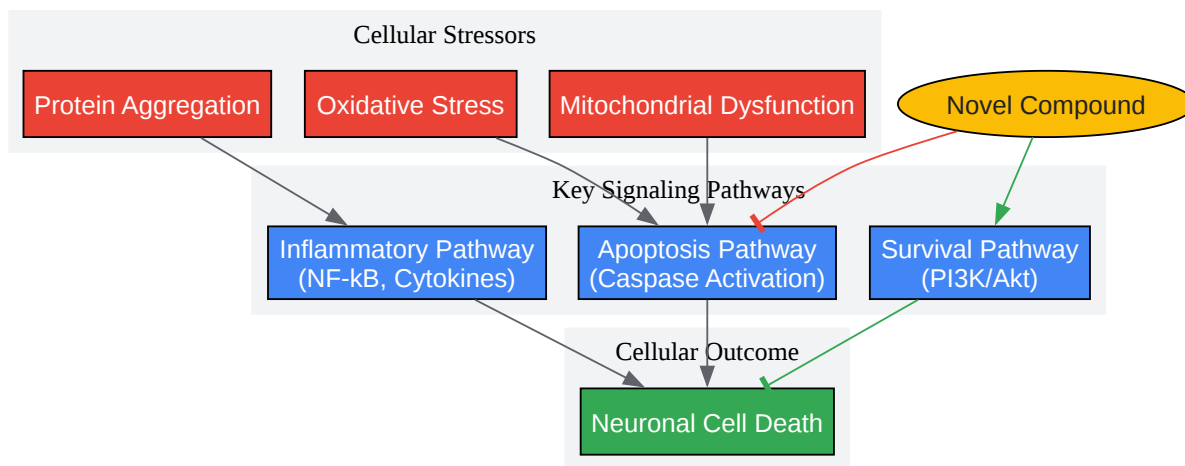 Cellular Stressors
Protein Aggregation
Oxidative Stress
Mitochondrial Dysfunction
Novel Compound
Key Signaling Pathways
Inflammatory Pathway
(NF-kB, Cytokines)
Apoptosis Pathway
(Caspase Activation)
Survival Pathway
(PI3K/Akt)
Cellular Outcome
Neuronal Cell Death